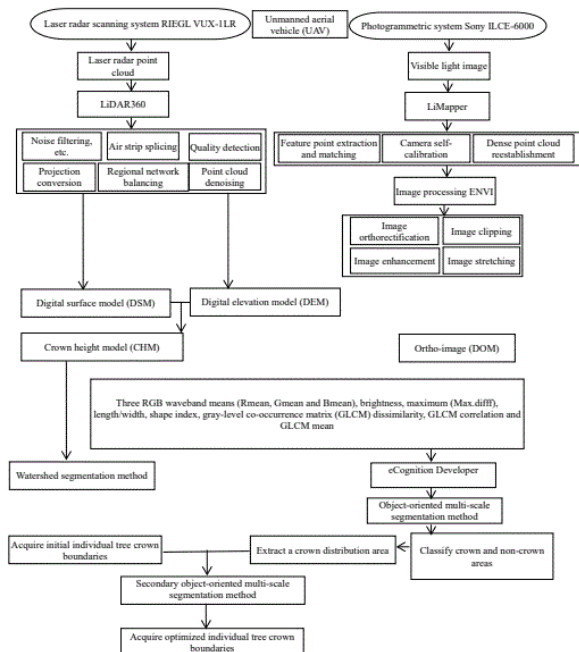 Laser radar scanning system RIEGL VUX-1LR
Unmanned aerial
vehicle (UAV)
Photogrammetric system Sony ILCE-6000
Laser radar point
cloud
Visible light image
LiDAR360
LiMapper
Noise filtering,
etc.
Air strip splicing
Quality detection
Projection
conversion
Regional network
balancing
Point cloud
denoising
Feature point extraction
and matching
Camera self-
calibration
Dense point cloud
reestablishment
Image processing ENVI
Image
orthorectification
Image clipping
Image enhancement
Image stretching
Digital surface model (DSM)
Digital elevation model (DEM)
Crown height model (CHM)
Ortho-image (DOM)
Three RGB waveband means (Rmean, Gmean and Bmean), brightness, maximum (Max.difff),
length/width, shape index, gray-level co-occurrence matrix (GLCM) dissimilarity, GLCM correlation and
GLCM mean
Watershed segmentation method
eCognition Developer
Object-oriented multi-scale
segmentation method
Acquire initial individual tree crown
boundaries
Extract a crown distribution area
Classify crown and non-crown
areas
Secondary object-oriented multi-scale
segmentation method
Acquire optimized individual tree crown
boundaries